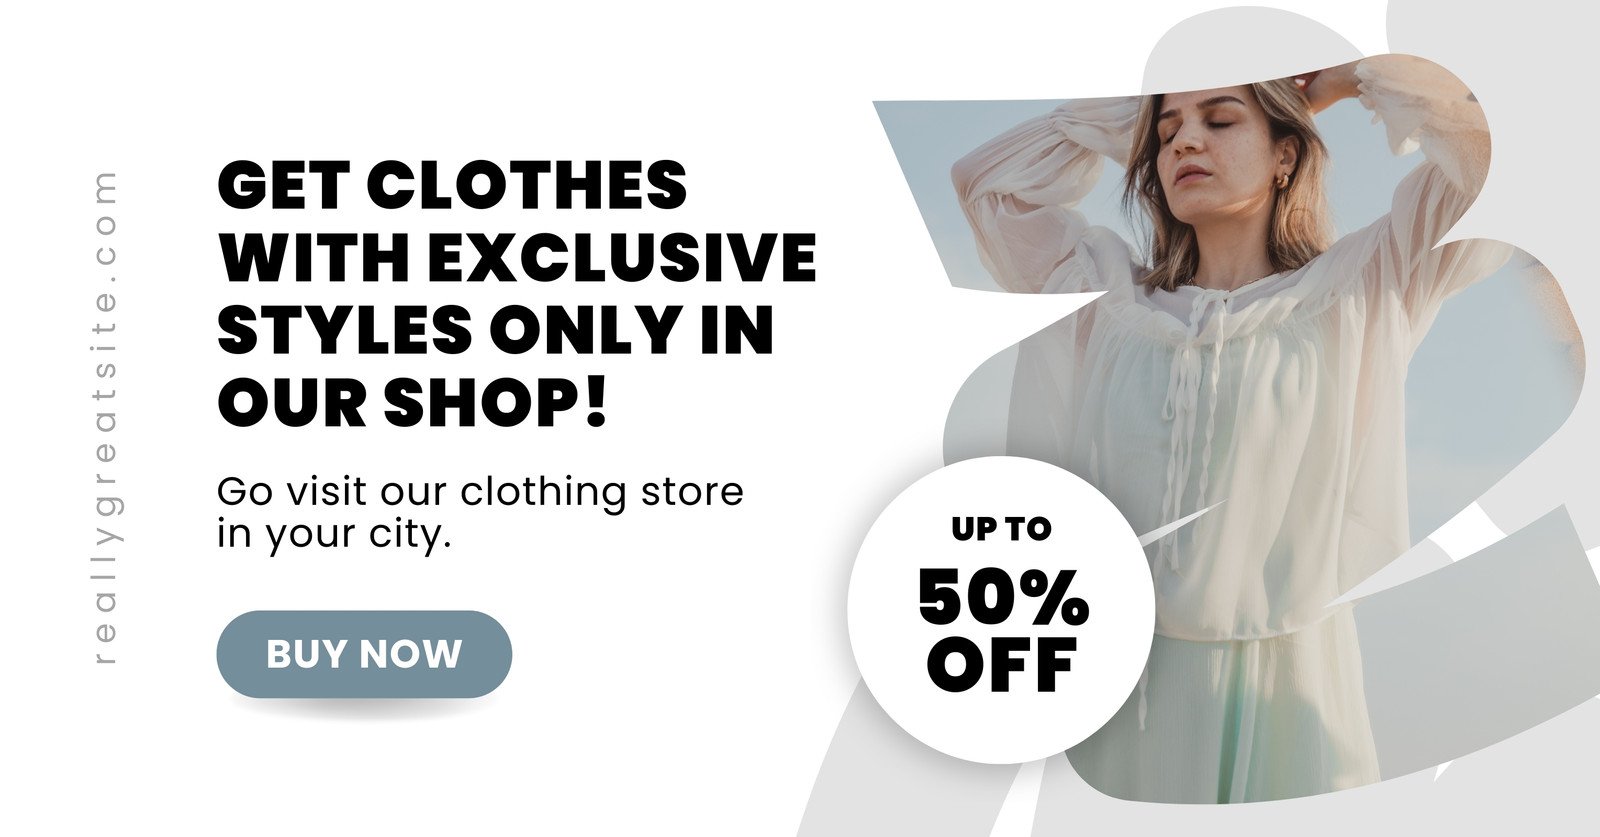 reallygreatsite.com
GET CLOTHES
WITH EXCLUSIVE
STYLES ONLY IN
OUR SHOP!
Go visit our clothing store
in your city.
BUY NOW
UP TO
50%
OFF